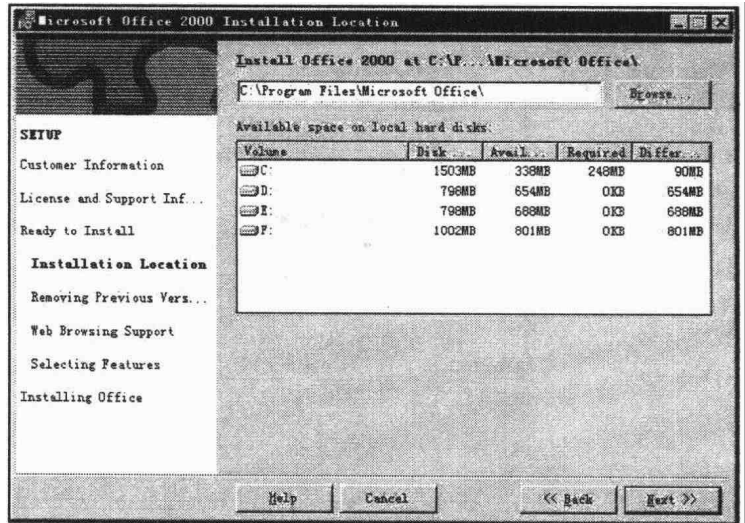 Microsoft Office 2000 Installation Location
Install Office 2000 at C:\P...\Microsoft Office\
C:\Program Files\Microsoft Office\
Browse...
Available space on local hard disks:
Volume Disk ... Avail... Required Differ...
C: 1503MB 338MB 248MB 90MB
D: 798MB 654MB 0KB 654MB
E: 798MB 688MB 0KB 688MB
F: 1002MB 801MB 0KB 801MB
SETUP
Customer Information
License and Support Inf...
Ready to Install
Installation Location
Removing Previous Vers...
Web Browsing Support
Selecting Features
Installing Office
Help Cancel << Back Next >>